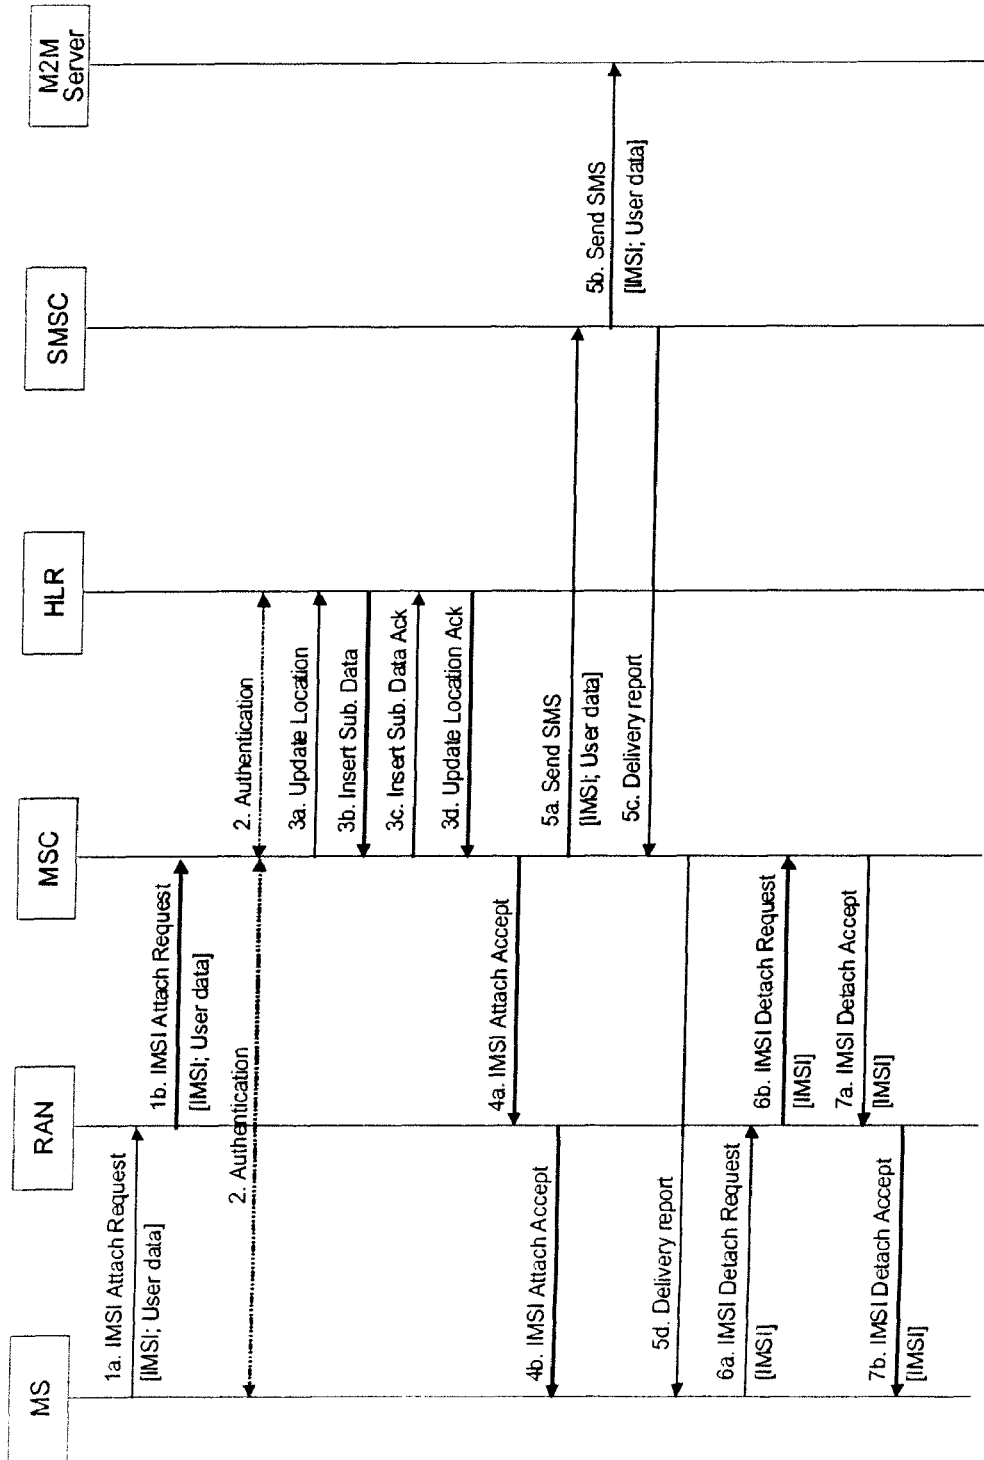 MS
RAN
MSC
HLR
SMSC
M2M
Server
1a. IMSI Attach Request
[IMSI; User data]
1b. IMSI Attach Request
[IMSI; User data]
2. Authentication
2. Authentication
3a. Update Location
3b. Insert Sub. Data
3c. Insert Sub. Data Ack
3d. Update Location Ack
4a. IMSI Attach Accept
4b. IMSI Attach Accept
5a. Send SMS
[IMSI; User data]
5b. Send SMS
[IMSI; User data]
5c. Delivery report
5d. Delivery report
6a. IMSI Detach Request
[IMSI]
6b. IMSI Detach Request
[IMSI]
7a. IMSI Detach Accept
[IMSI]
7b. IMSI Detach Accept
[IMSI]